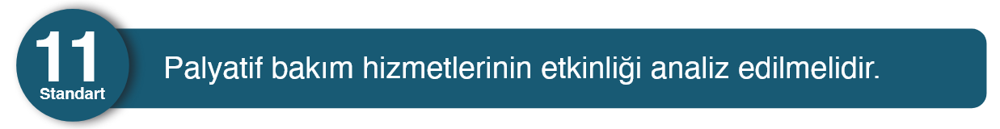 11
Standart
Palyatif bakım hizmetlerinin etkinliği analiz edilmelidir.